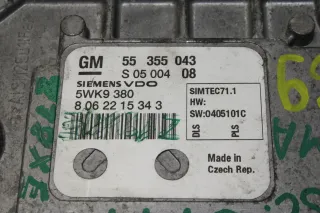 GM 55 355 043
S 05 004 08
SIEMENS VDO
5WK9 380
8 06 22 15 34 3
SIMTEC71.1
HW:
SW:0405101C
DMS
PLS
Made in
Czech Rep.